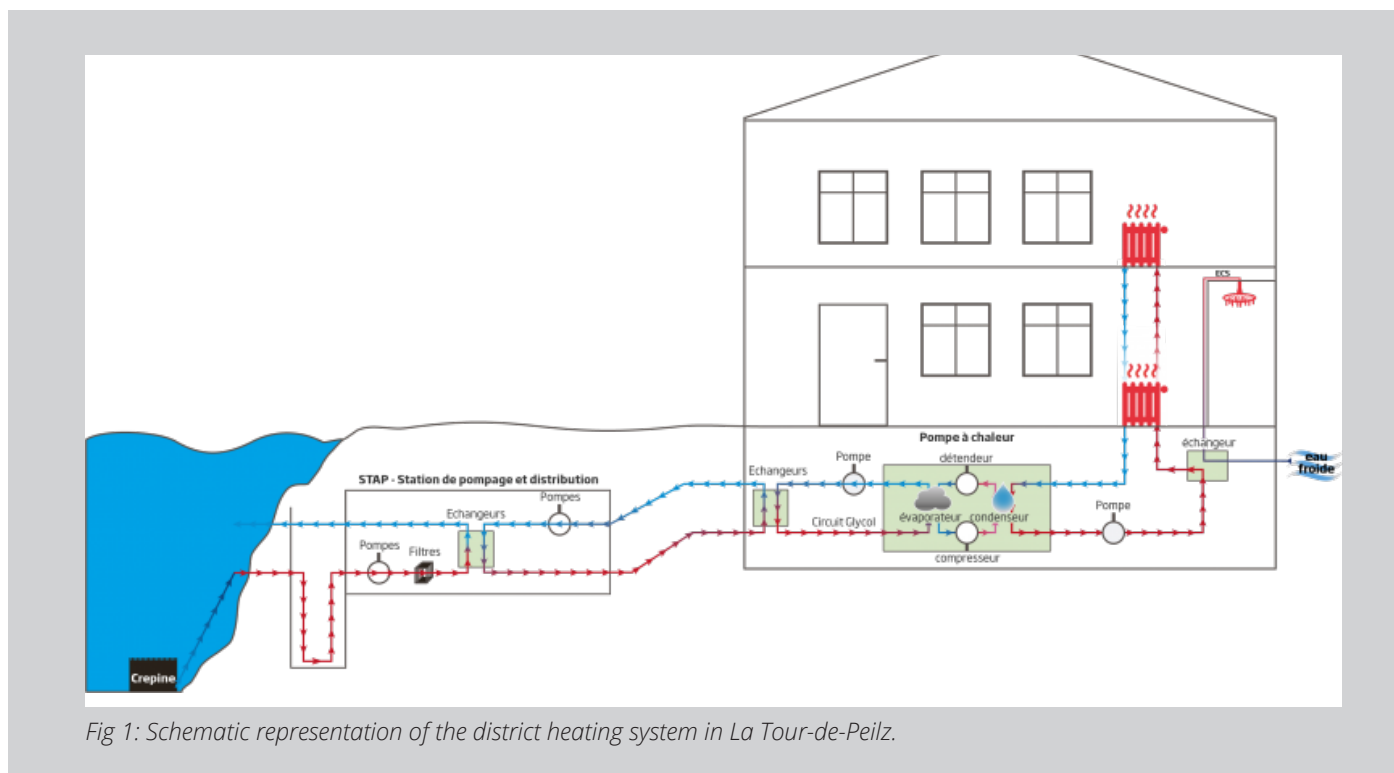 ECS
Pompe à chaleur
échangeur
eau
froide
Echangeurs
Pompe
détendeur
STAP - Station de pompage et distribution
Pompes
Echangeurs
Circuit Glycol
évaporateur
condenseur
Pompe
Pompes
Filtres
compresseur
Crepine
Fig 1: Schematic representation of the district heating system in La Tour-de-Peilz.